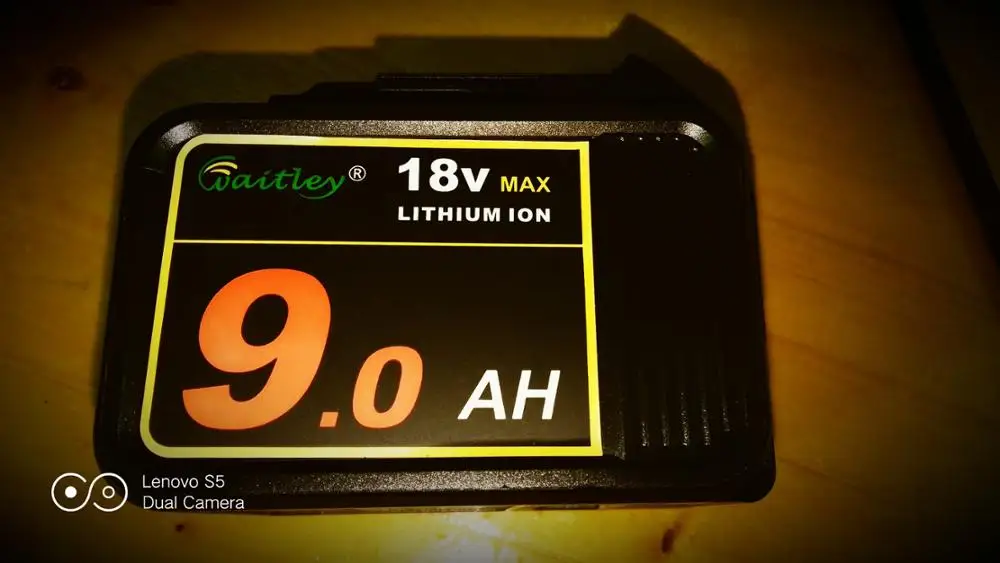 Waitley®
18V MAX
LITHIUM ION
9.0 AH
Lenovo S5
Dual Camera